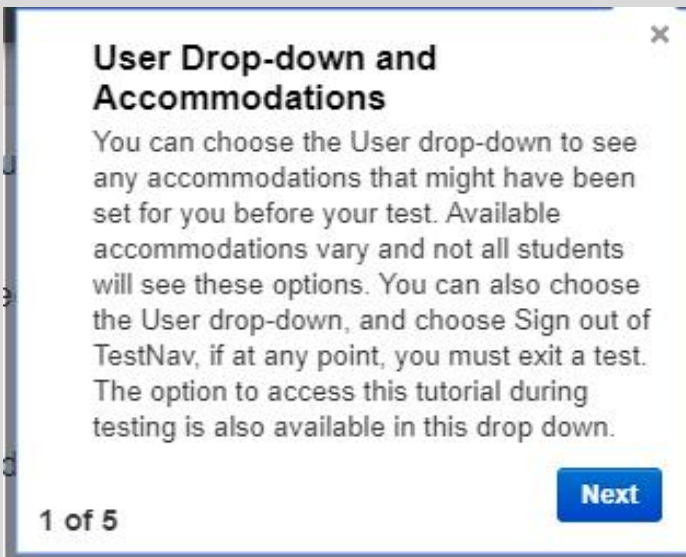 ×
User Drop-down and
Accommodations
You can choose the User drop-down to see
any accommodations that might have been
set for you before your test. Available
accommodations vary and not all students
will see these options. You can also choose
the User drop-down, and choose Sign out of
TestNav, if at any point, you must exit a test.
The option to access this tutorial during
testing is also available in this drop down.
Next
1 of 5